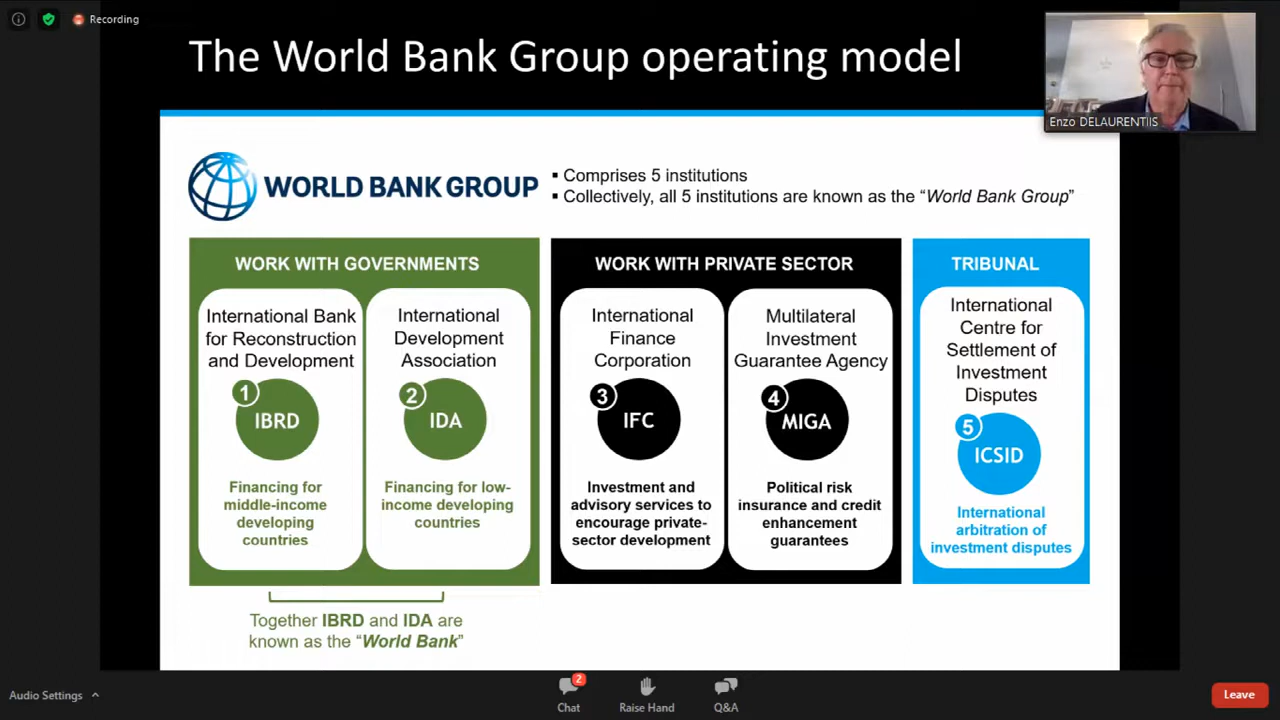 Recording
The World Bank Group operating model
Enzo DELAURENTIIS
WORLD BANK GROUP
▪ Comprises 5 institutions
▪ Collectively, all 5 institutions are known as the “World Bank Group”
WORK WITH GOVERNMENTS
International Bank
for Reconstruction
and Development
1
IBRD
Financing for
middle-income
developing
countries
International
Development
Association
2
IDA
Financing for low-
income developing
countries
Together IBRD and IDA are
known as the “World Bank”
WORK WITH PRIVATE SECTOR
International
Finance
Corporation
3
IFC
Investment and
advisory services to
encourage private-
sector development
Multilateral
Investment
Guarantee Agency
4
MIGA
Political risk
insurance and credit
enhancement
guarantees
TRIBUNAL
International
Centre for
Settlement of
Investment
Disputes
5
ICSID
International
arbitration of
investment disputes
Audio Settings
2
Chat
Raise Hand
Q&A
Leave